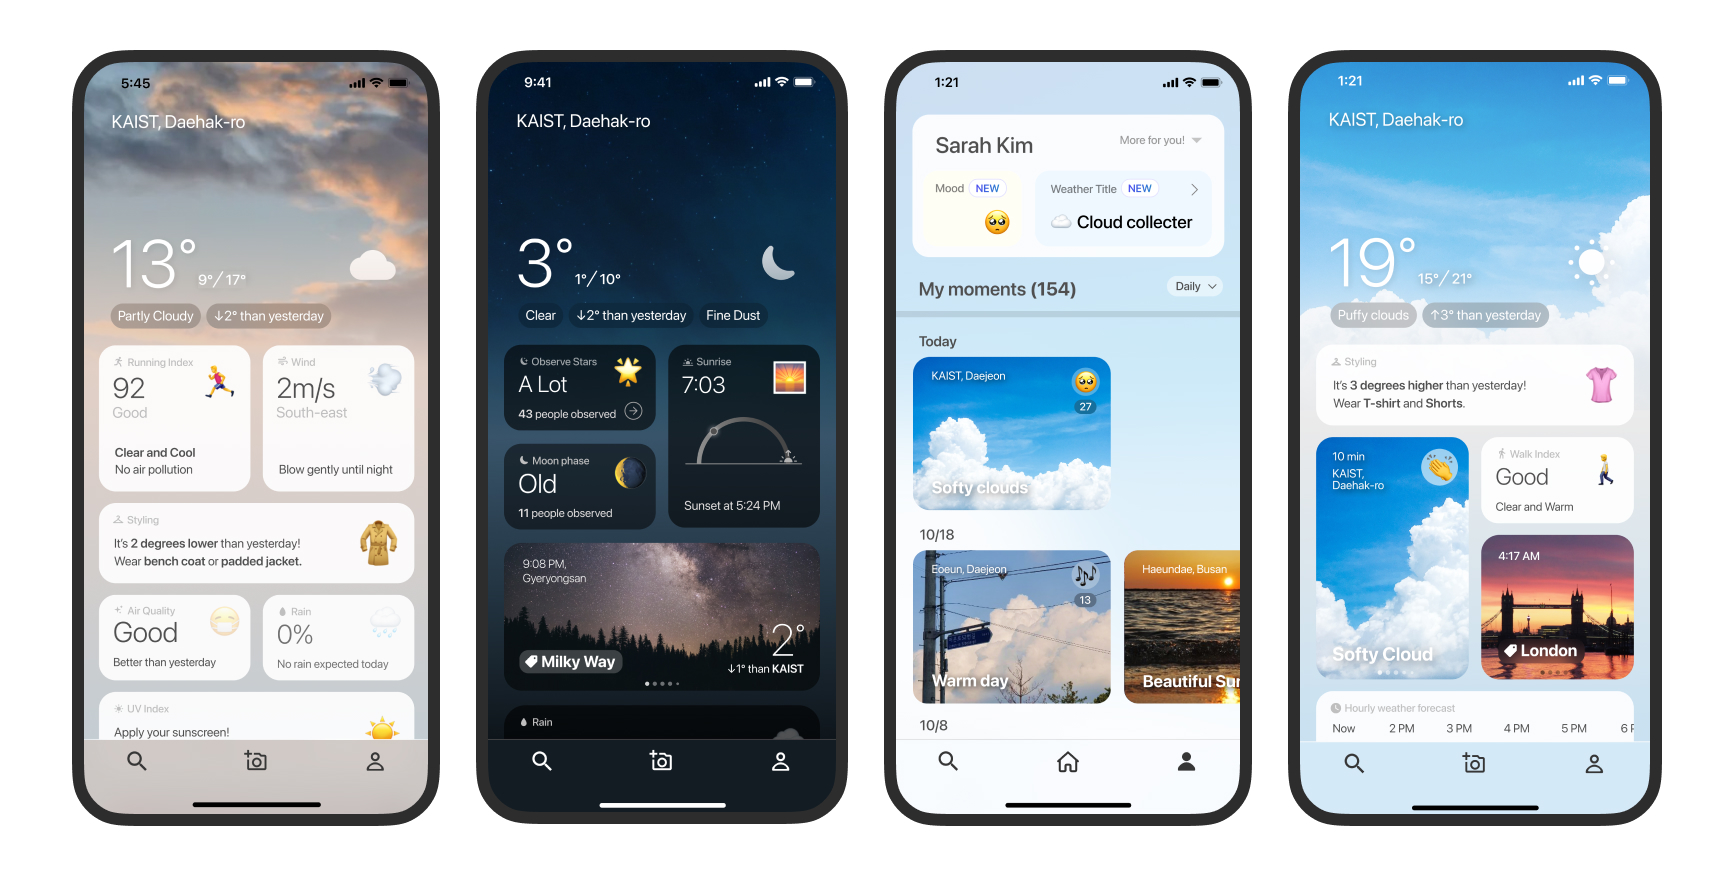 5:45
KAIST, Daehak-ro
13°
9°/17°
Partly Cloudy
↓2° than yesterday
Running Index
92
Good
Clear and Cool
No air pollution
Wind
2m/s
South-east
Blow gently until night
Styling
It's 2 degrees lower than yesterday!
Wear bench coat or padded jacket.
Air Quality
Good
Better than yesterday
Rain
0%
No rain expected today
UV Index
Apply your sunscreen!
9:41
KAIST, Daehak-ro
3°
1°/10°
Clear
↓2° than yesterday
Fine Dust
Observe Stars
A Lot
43 people observed
Sunrise
7:03
Sunset at 5:24 PM
Moon phase
Old
11 people observed
9:08 PM,
Gyeryongsan
Milky Way
2°
↓1° than KAIST
Rain
1:21
Sarah Kim
More for you!
Mood NEW
Weather Title NEW
Cloud collecter
My moments (154)
Daily
Today
KAIST, Daejeon
27
Softy clouds
10/18
Eoeun, Daejeon
13
Warm day
Haeundae, Busan
Beautiful Sun
10/8
1:21
KAIST, Daehak-ro
19°
15°/21°
Puffy clouds
↑3° than yesterday
Styling
It's 3 degrees higher than yesterday!
Wear T-shirt and Shorts.
10 min
KAIST,
Daehak-ro
Softy Cloud
Walk Index
Good
Clear and Warm
4:17 AM
London
Hourly weather forecast
Now 2 PM 3 PM 4 PM 5 PM 6 P